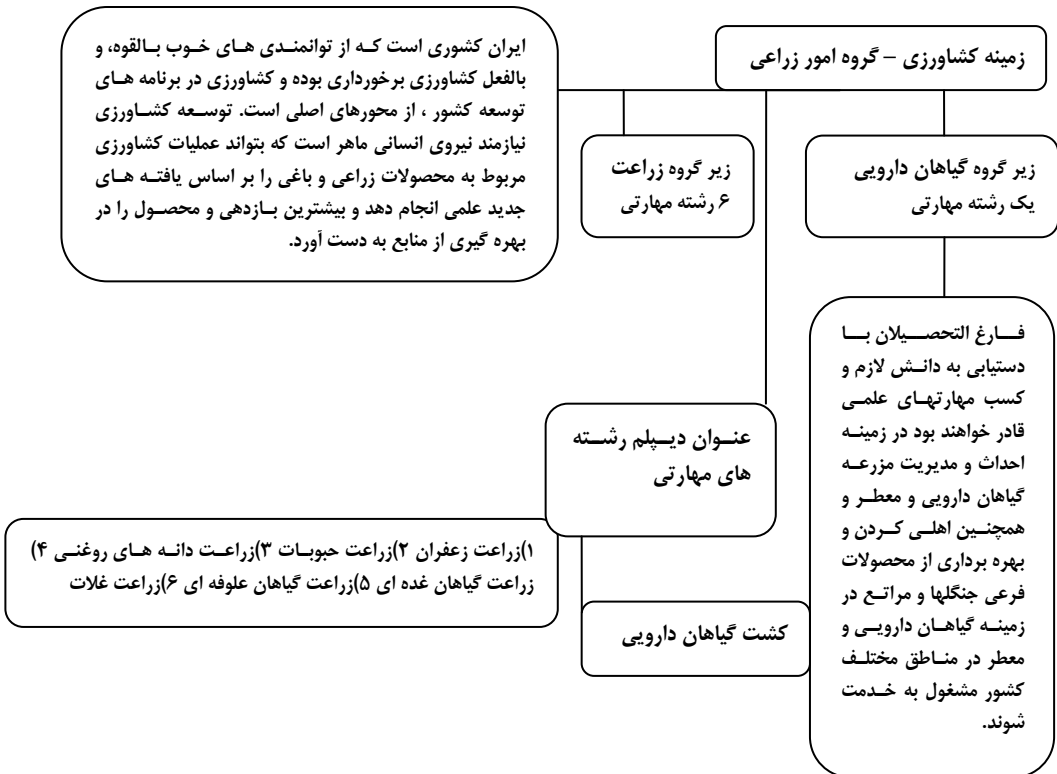 زمینه کشاورزی – گروه امور زراعی
ایران کشوری است که از توانمندی های خوب بالقوه، و
بالفعل کشاورزی برخورداری بوده و کشاورزی در برنامه های
توسعه کشور ، از محورهای اصلی است. توسعه کشاورزی
نیازمند نیروی انسانی ماهر است که بتواند عملیات کشاورزی
مربوط به محصولات زراعی و باغی را بر اساس یافته های
جدید علمی انجام دهد و بیشترین بازدهی و محصول را در
بهره گیری از منابع به دست آورد.
زیر گروه گیاهان دارویی
یک رشته مهارتی
زیر گروه زراعت
۶ رشته مهارتی
فارغ التحصیلان با
دستیابی به دانش لازم و
کسب مهارتهای علمی
قادر خواهند بود در زمینه
احداث و مدیریت مزرعه
گیاهان دارویی و معطر و
همچنین اهلی کردن و
بهره برداری از محصولات
فرعی جنگلها و مراتع در
زمینه گیاهان دارویی و
معطر در مناطق مختلف
کشور مشغول به خدمت
شوند.
عنوان دیپلم رشته
های مهارتی
۱)زراعت زعفران ۲)زراعت حبوبات ۳)زراعت دانه های روغنی ۴)
زراعت گیاهان غده ای ۵)زراعت گیاهان علوفه ای ۶)زراعت غلات
کشت گیاهان دارویی